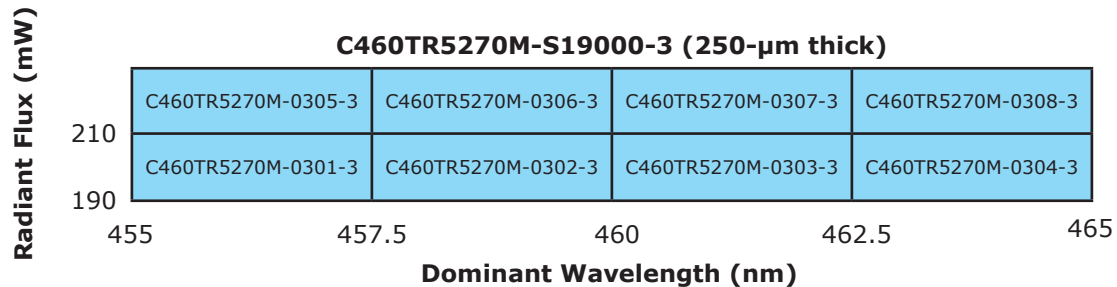 C460TR5270M-S19000-3 (250-µm thick)
Radiant Flux (mW)
C460TR5270M-0305-3 C460TR5270M-0306-3 C460TR5270M-0307-3 C460TR5270M-0308-3
210
C460TR5270M-0301-3 C460TR5270M-0302-3 C460TR5270M-0303-3 C460TR5270M-0304-3
190
455 457.5 460 462.5 465
Dominant Wavelength (nm)